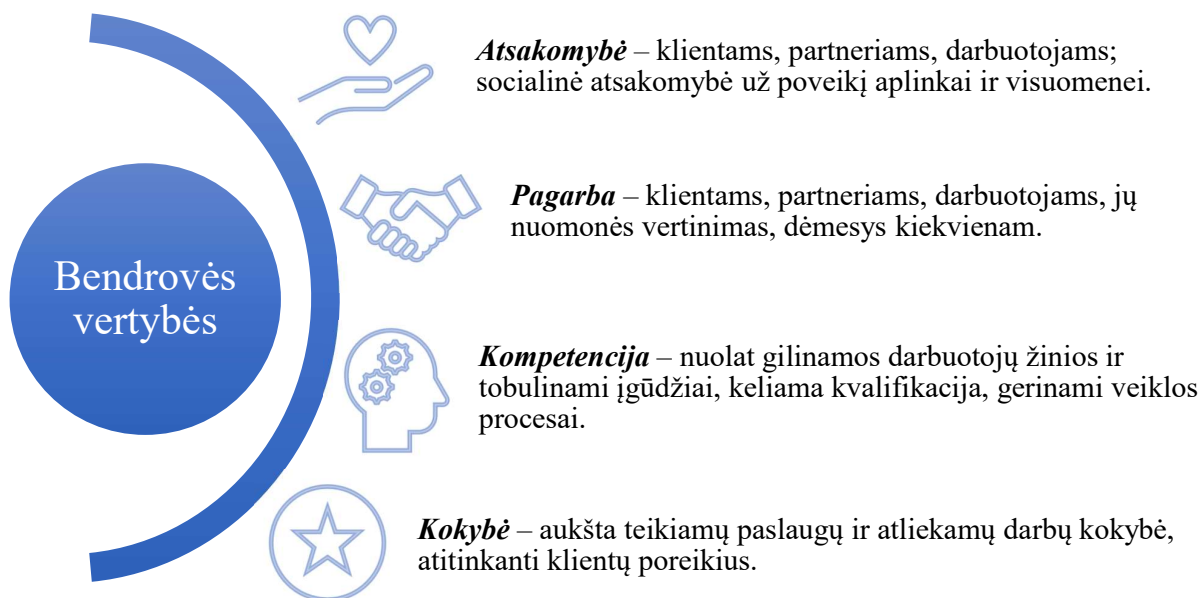 Atsakomybė – klientams, partneriams, darbuotojams;
socialinė atsakomybė už poveikį aplinkai ir visuomenei.
Pagarba – klientams, partneriams, darbuotojams, jų
nuomonės vertinimas, dėmesys kiekvienam.
Bendrovės
vertybės
Kompetencija – nuolat gilinamos darbuotojų žinios ir
tobulinami įgūdžiai, keliama kvalifikacija, gerinami veiklos
procesai.
Kokybė – aukšta teikiamų paslaugų ir atliekamų darbų kokybė,
atitinkanti klientų poreikius.